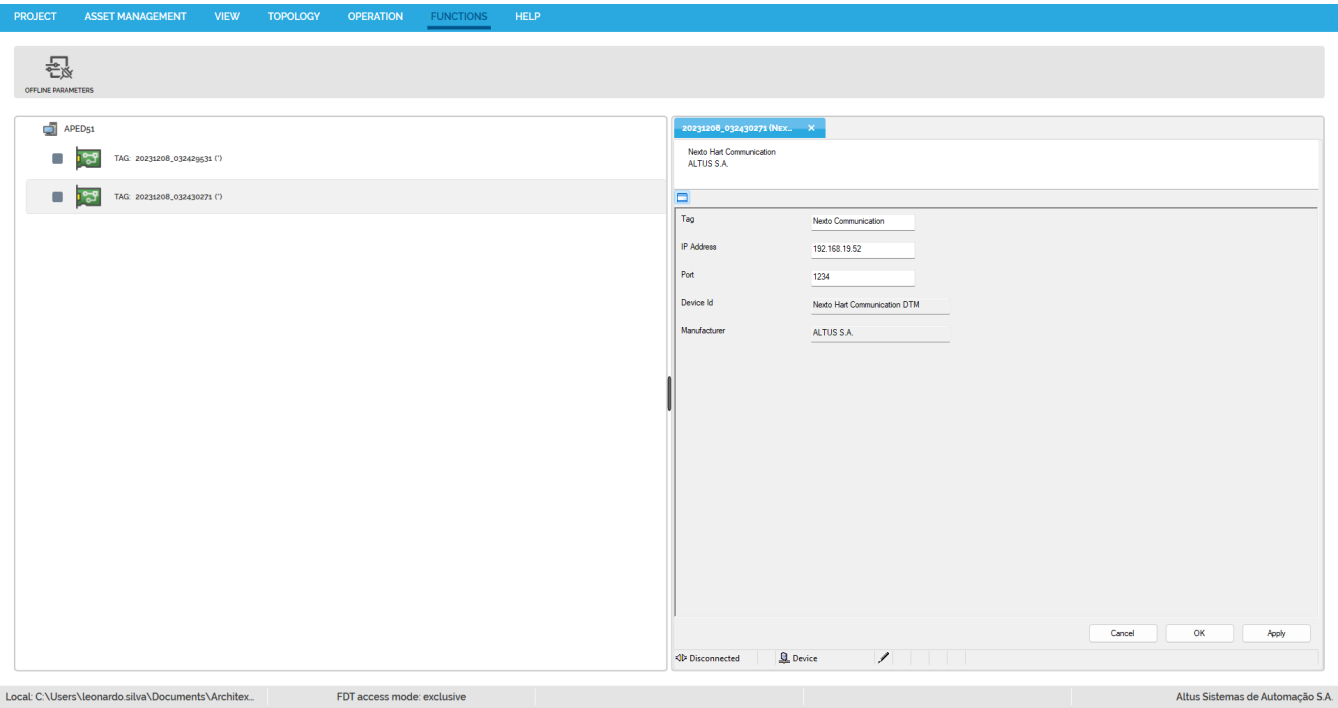 PROJECT ASSET MANAGEMENT VIEW TOPOLOGY OPERATION FUNCTIONS HELP
OFFLINE PARAMETERS
APED51
TAG: 20231208_032429531 (*)
TAG: 20231208_032430271 (*)
20231208_032430271 (NEX... ×
Nexto Hart Communication
ALTUS S.A.
Tag Nexto Communication
IP Address 192.168.19.52
Port 1234
Device Id Nexto Hart Communication DTM
Manufacturer ALTUS S.A.
Cancel OK Apply
Disconnected Device
Local: C:\Users\leonardo.silva\Documents\Architex... FDT access mode: exclusive Altus Sistemas de Automação S.A.